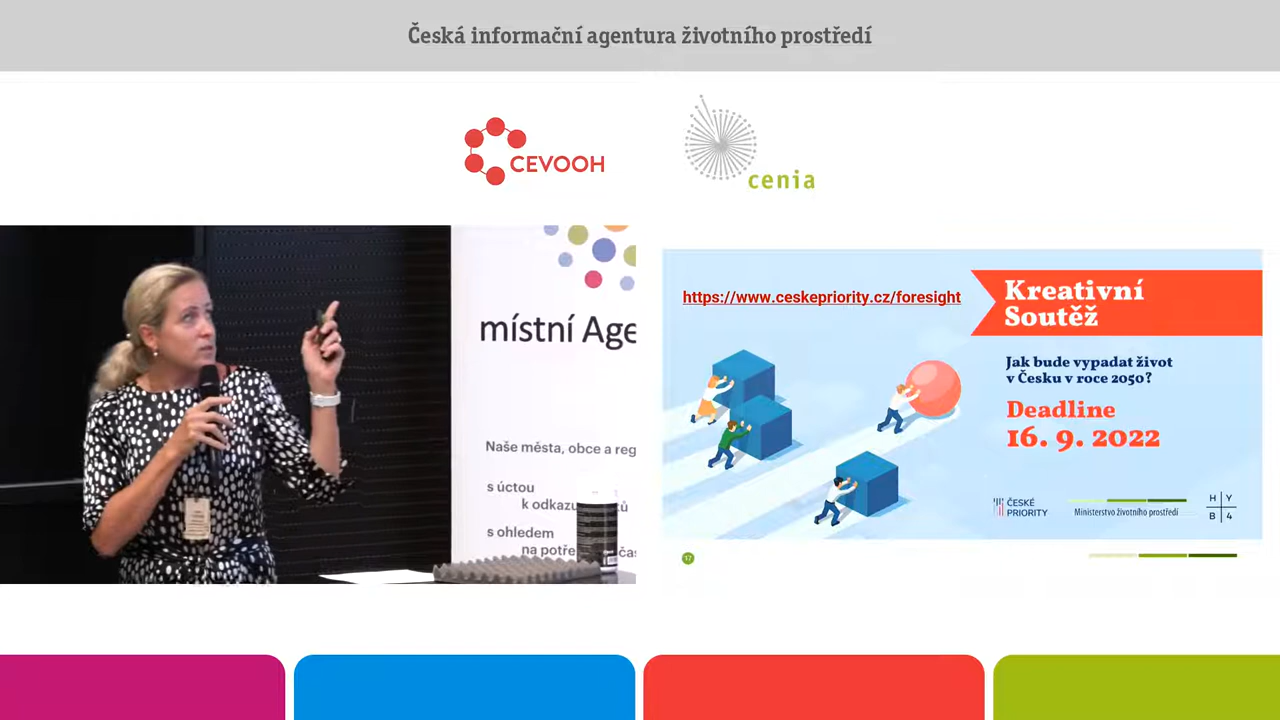 Česká informační agentura životního prostředí
CEVOOH
cenia
místní Age
Naše města, obce a reg
s úctou
k odkazu
s ohledem
na potře
https://www.ceskepriority.cz/foresight
Kreativní
Soutěž
Jak bude vypadat život
v Česku v roce 2050?
Deadline
16. 9. 2022
ČESKÉ
PRIORITY
Ministerstvo životního prostředí
H Y
B 4
17